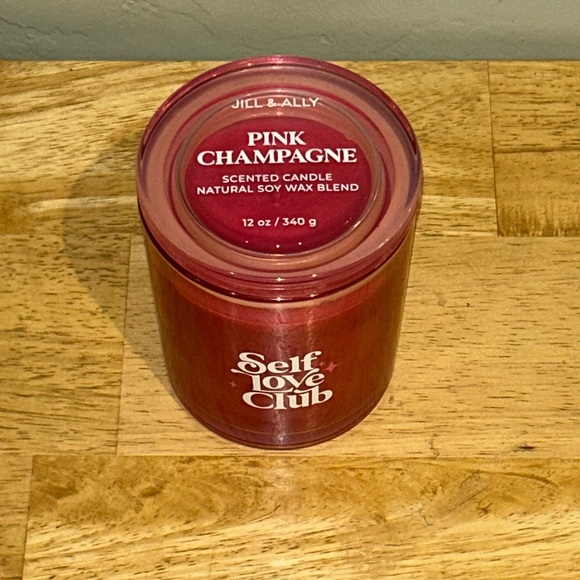 JILL & ALLY
PINK
CHAMPAGNE
SCENTED CANDLE
NATURAL SOY WAX BLEND
12 oz / 340 g
Self
Love
Club